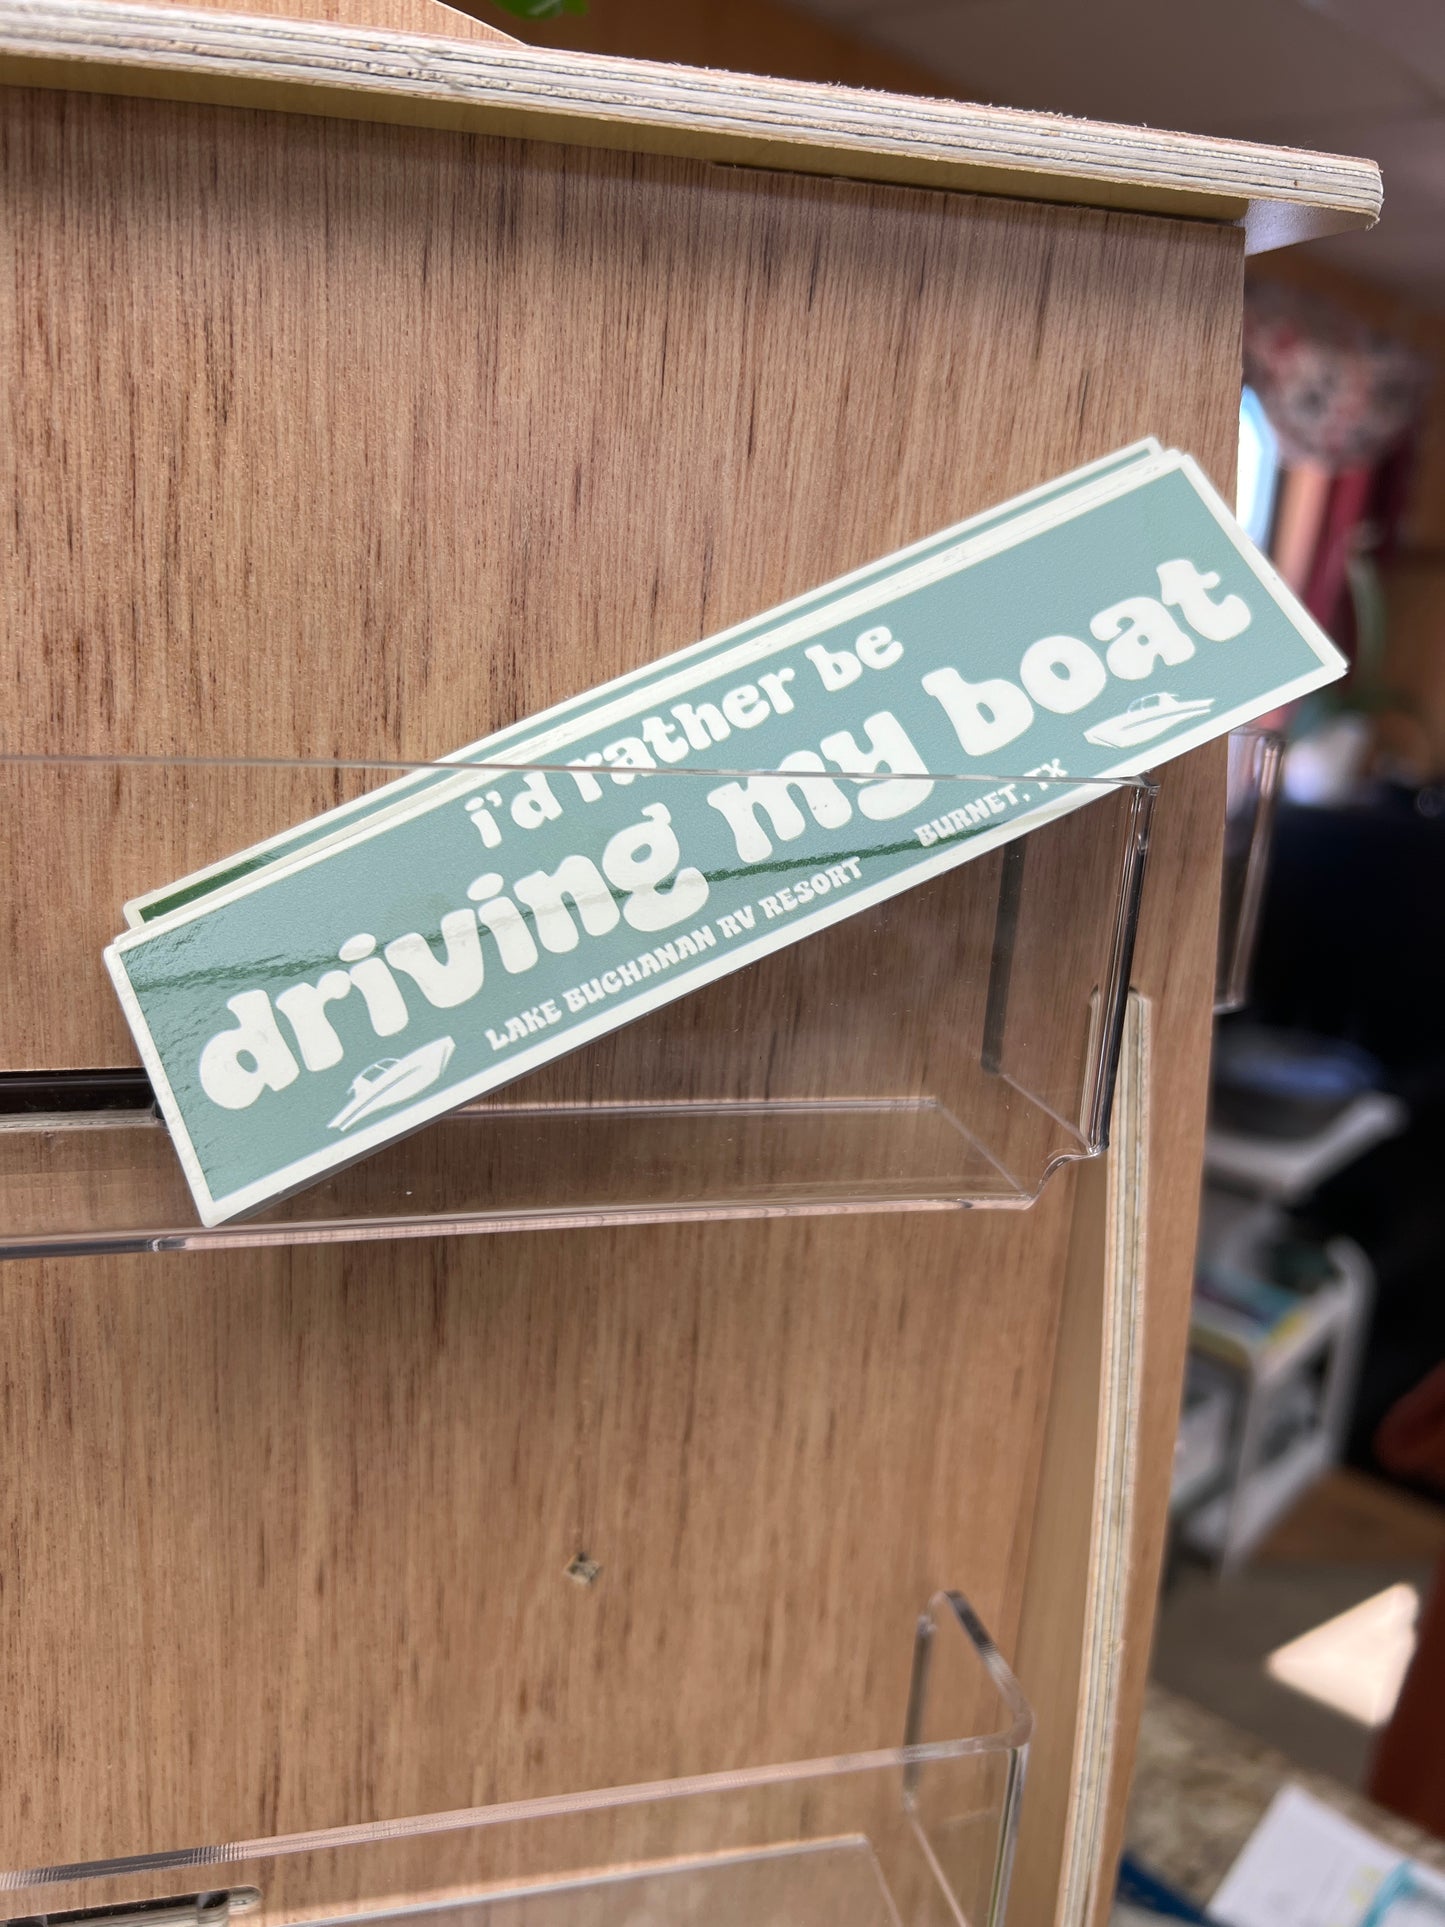 i'd rather be
driving my boat
LAKE BUCHANAN RV RESORT BURNET, TX